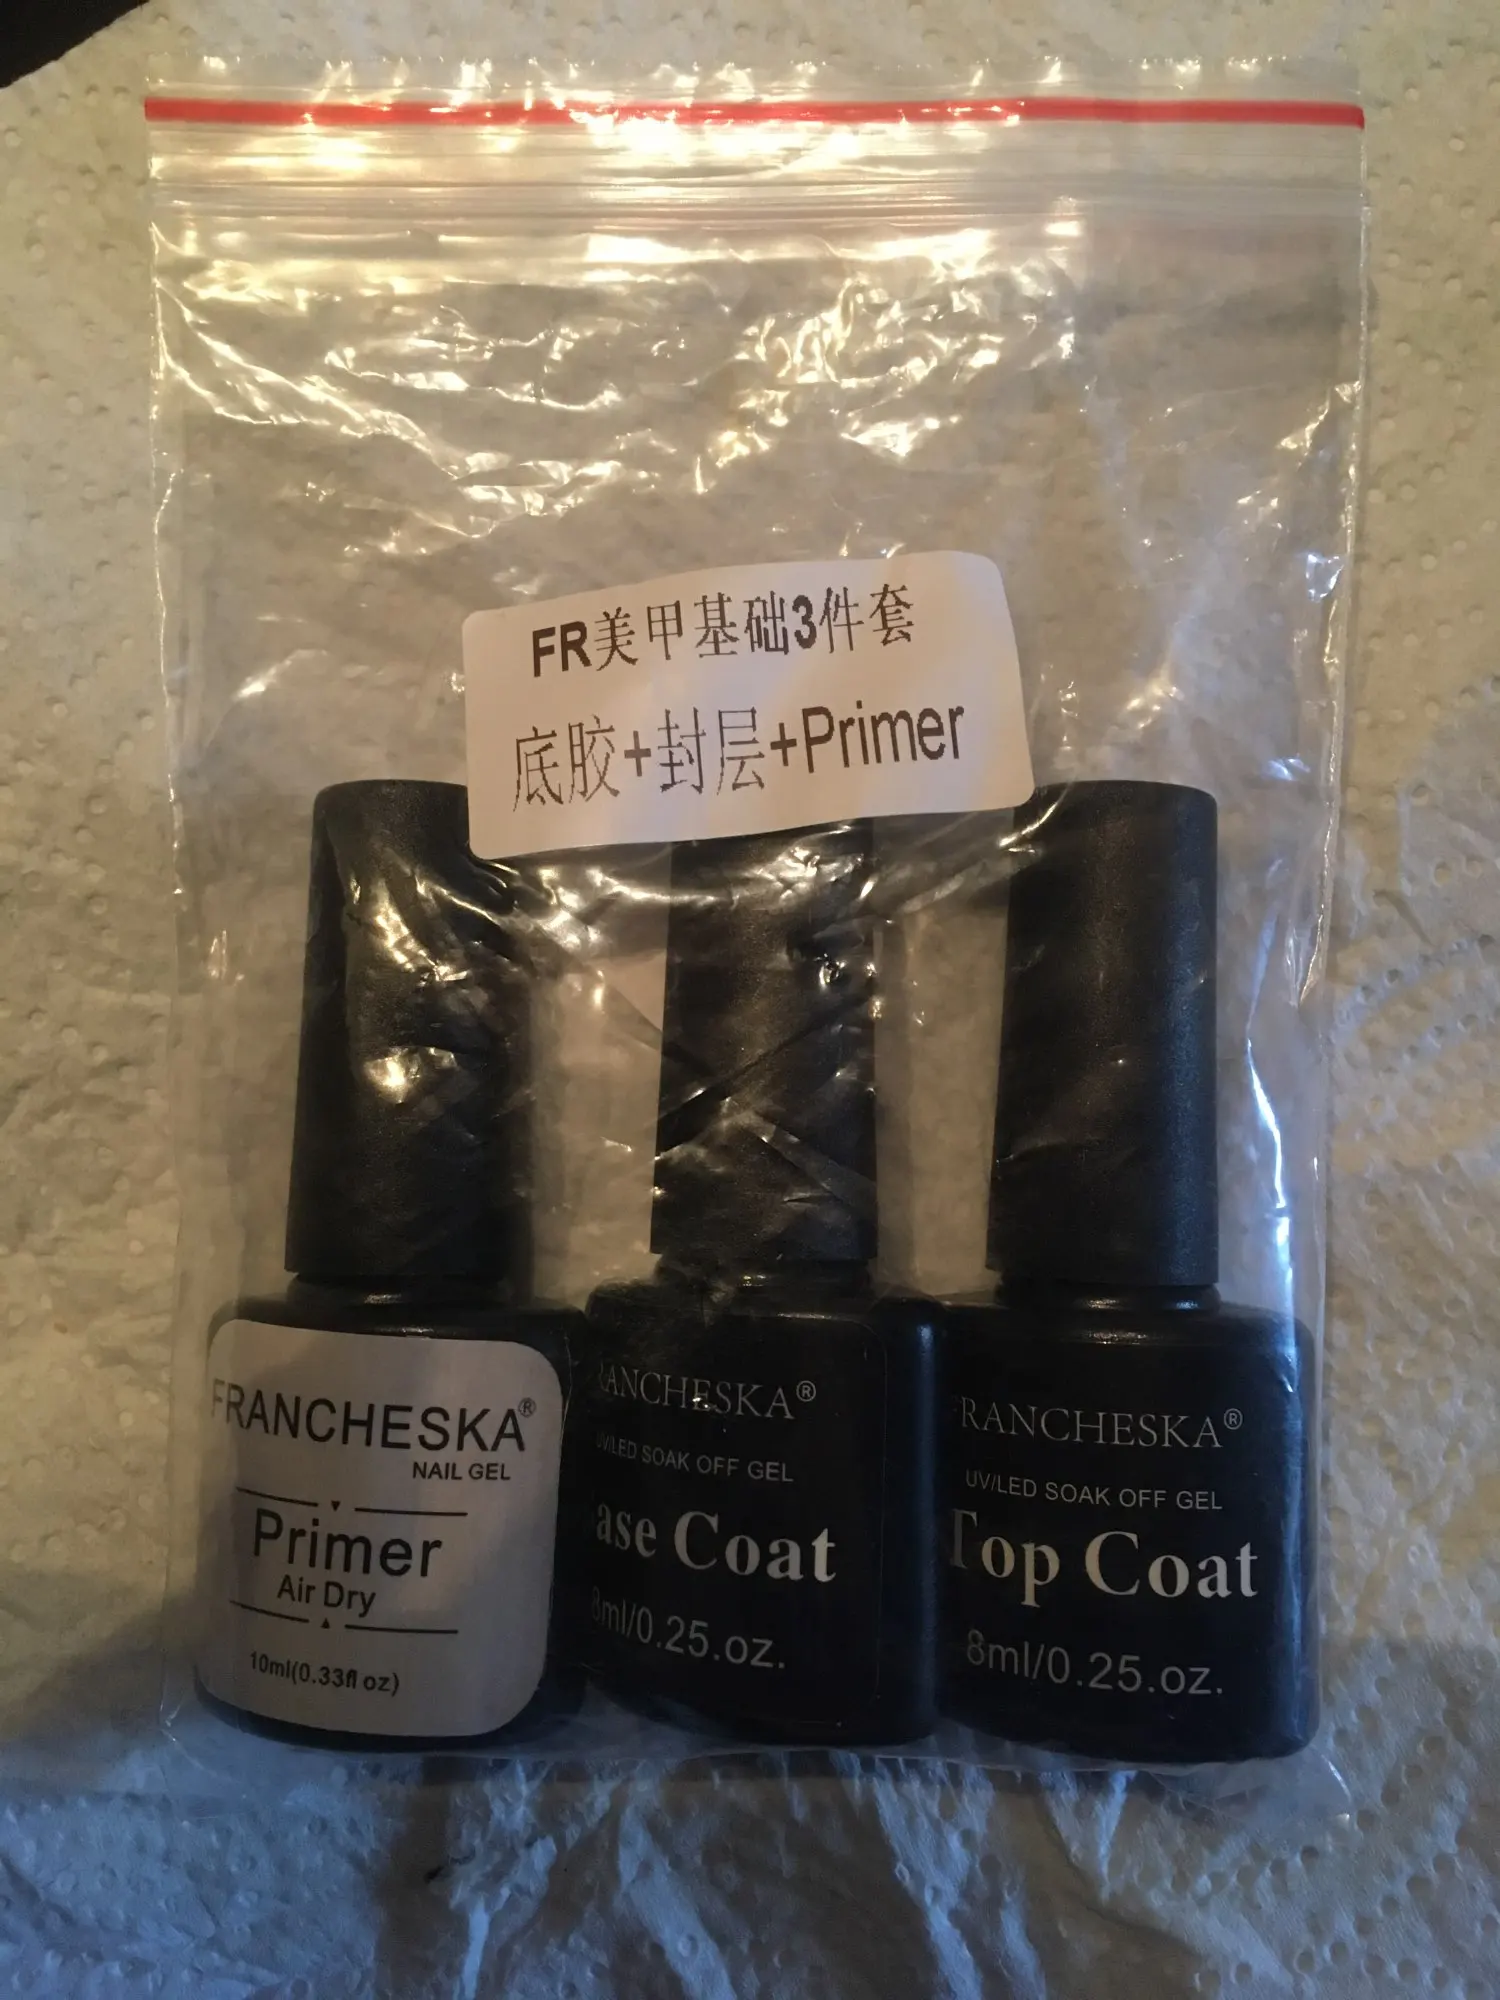 FR美甲基础3件套
底胶+封层+Primer
FRANCHESKA®
NAIL GEL
Primer
Air Dry
10ml(0.33fl oz)
RANCHESKA®
UV/LED SOAK OFF GEL
ase Coat
8ml/0.25.oz.
FRANCHESKA®
UV/LED SOAK OFF GEL
Top Coat
8ml/0.25.oz.